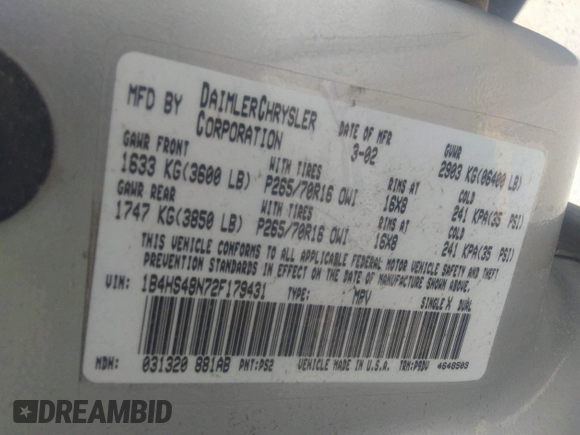 MFD BY DAIMLERCHRYSLER CORPORATION
DATE OF MFR 3-02
GVWR 2903 KG(06400 LB)
GAWR FRONT 1633 KG(3600 LB)
WITH TIRES P265/70R16 OWI
RIMS AT 16X8
COLD 241 KPA(35 PSI)
GAWR REAR 1747 KG(3850 LB)
WITH TIRES P265/70R16 OWI
RIMS AT 16X8
COLD 241 KPA(35 PSI)
THIS VEHICLE CONFORMS TO ALL APPLICABLE FEDERAL MOTOR VEHICLE SAFETY AND THEFT
PREVENTION STANDARDS IN EFFECT ON THE DATE OF MANUFACTURE SHOWN ABOVE.
VIN: 1B4HS48N72F179431 TYPE: MPV SINGLE X DUAL
MDH: 031320 881AB PNT:PS2 VEHICLE MADE IN U.S.A. TRM:P5DV 4648503
DREAMBID